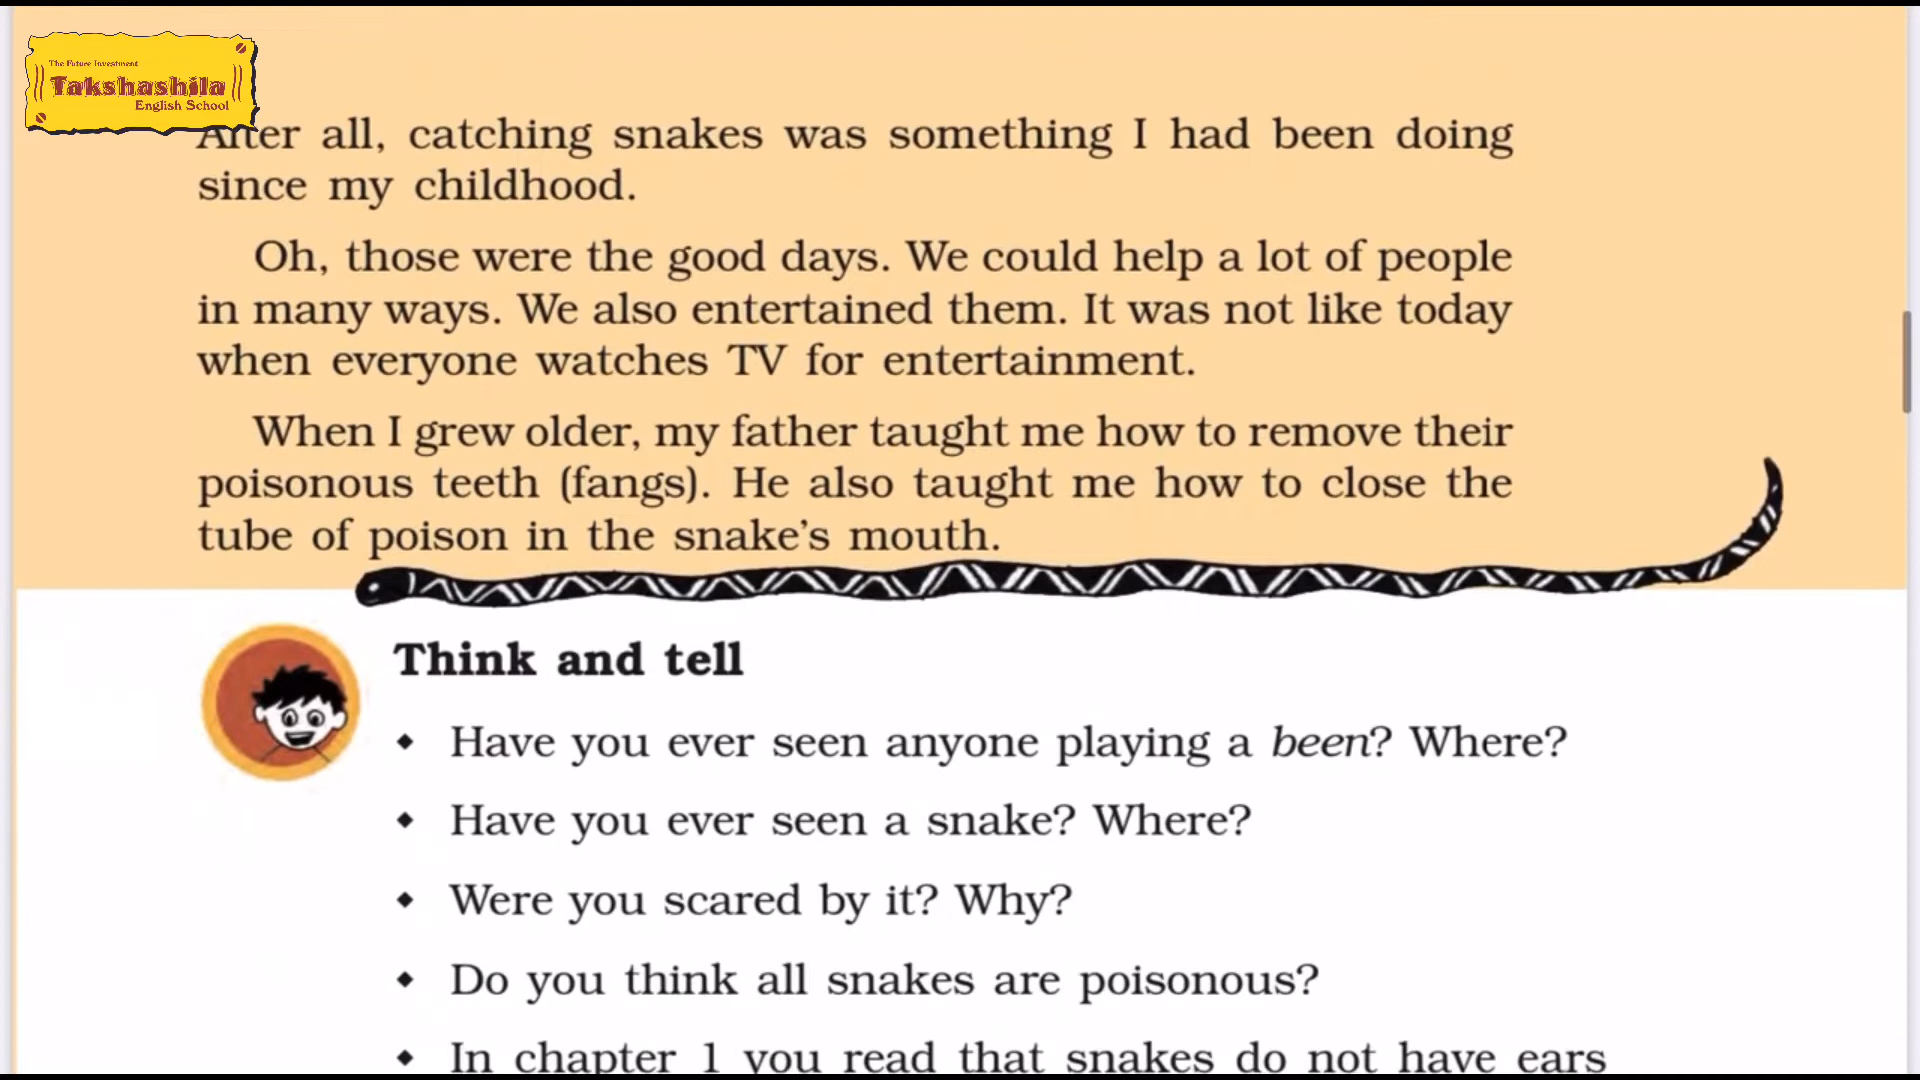 The Future Investment
Takshashila
English School
After all, catching snakes was something I had been doing
since my childhood.
Oh, those were the good days. We could help a lot of people
in many ways. We also entertained them. It was not like today
when everyone watches TV for entertainment.
When I grew older, my father taught me how to remove their
poisonous teeth (fangs). He also taught me how to close the
tube of poison in the snake’s mouth.
Think and tell
◆ Have you ever seen anyone playing a been? Where?
◆ Have you ever seen a snake? Where?
◆ Were you scared by it? Why?
◆ Do you think all snakes are poisonous?
◆ In chapter 1 you read that snakes do not have ears